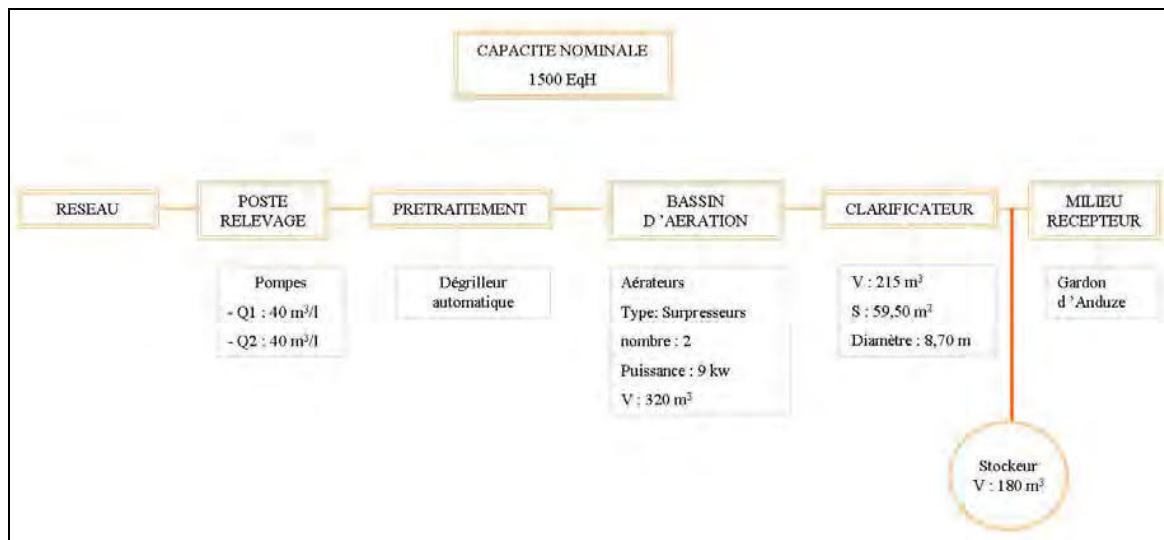 CAPACITE NOMINALE
1500 EqH
RESEAU
POSTE
RELEVAGE
PRETRAITEMENT
BASSIN
D ’AERATION
CLARIFICATEUR
MILIEU
RECEPTEUR
Pompes
- Q1 : 40 m³/l
- Q2 : 40 m³/l
Dégrilleur
automatique
Aérateurs
Type: Surpresseurs
nombre : 2
Puissance : 9 kw
V : 320 m³
V : 215 m³
S : 59,50 m²
Diamètre : 8,70 m
Gardon
d ’Anduze
Stockeur
V : 180 m³